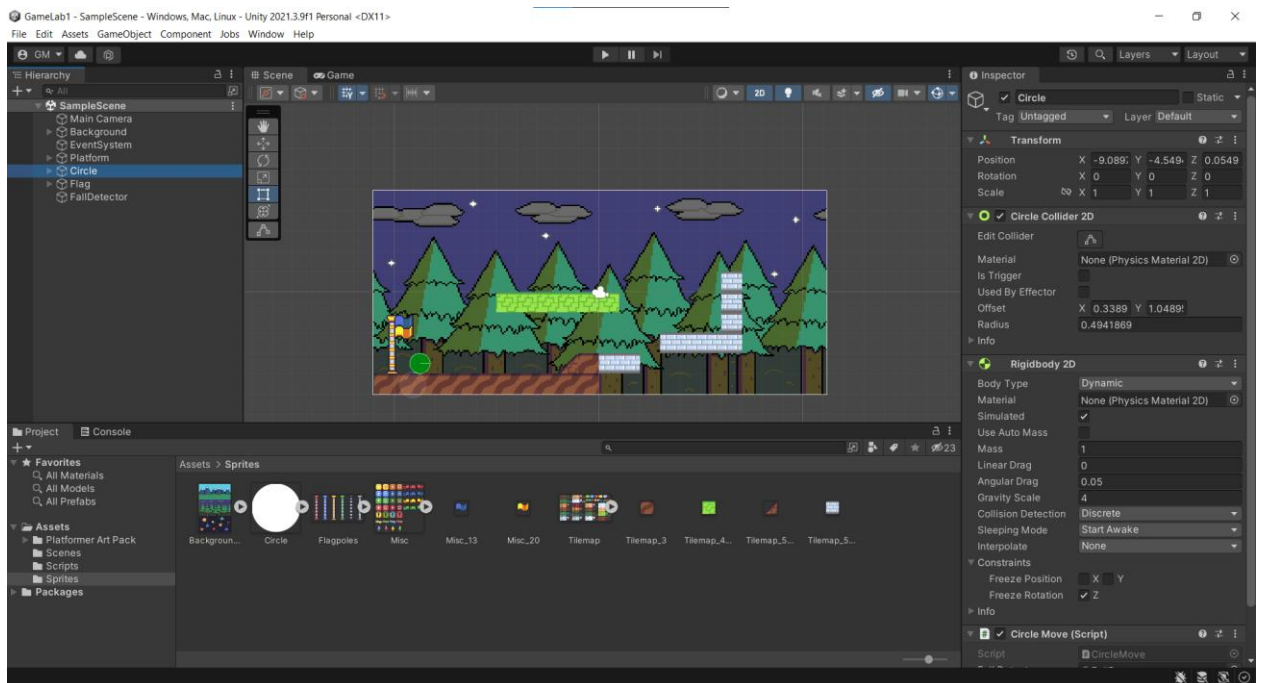 GameLab1 - SampleScene - Windows, Mac, Linux - Unity 2021.3.9f1 Personal <DX11>
File Edit Assets GameObject Component Jobs Window Help
GM
Layers Layout
Hierarchy
All
SampleScene
Main Camera
Background
EventSystem
Platform
Circle
Flag
FallDetector
Scene Game
2D
Inspector
Circle Static
Tag Untagged Layer Default
Transform
Position X -9.089 Y -4.549 Z 0.0549
Rotation X 0 Y 0 Z 0
Scale X 1 Y 1 Z 1
Circle Collider 2D
Edit Collider
Material None (Physics Material 2D)
Is Trigger
Used By Effector
Offset X 0.3389 Y 1.0489
Radius 0.4941869
Info
Rigidbody 2D
Body Type Dynamic
Material None (Physics Material 2D)
Simulated
Use Auto Mass
Mass 1
Linear Drag 0
Angular Drag 0.05
Gravity Scale 4
Collision Detection Discrete
Sleeping Mode Start Awake
Interpolate None
Constraints
Freeze Position X Y
Freeze Rotation Z
Info
Circle Move (Script)
Script CircleMove
Project Console
23
Favorites
All Materials
All Models
All Prefabs
Assets
Platformer Art Pack
Scenes
Scripts
Sprites
Packages
Assets > Sprites
Backgroun... Circle Flagpoles Misc Misc_13 Misc_20 Tilemap Tilemap_3 Tilemap_4... Tilemap_5... Tilemap_5...